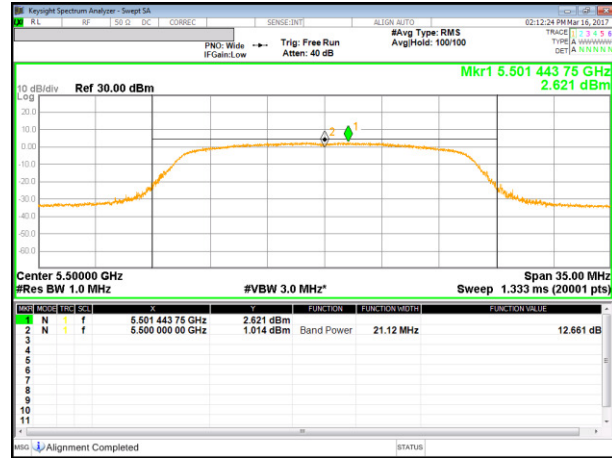 Keysight Spectrum Analyzer - Swept SA
RL RF 50 Ω DC CORREC SENSE:INT ALIGN AUTO 02:12:24 PM Mar 16, 2017
PNO: Wide Trig: Free Run #Avg Type: RMS TRACE 1 2 3 4 5 6
IFGain:Low Atten: 40 dB Avg|Hold: 100/100 TYPE A WWWWW
DET A N N N N N
Mkr1 5.501 443 75 GHz
10 dB/div Ref 30.00 dBm 2.621 dBm
Log
20.0
10.0
0.00
-10.0
-20.0
-30.0
-40.0
-50.0
-60.0
2
1
Center 5.50000 GHz Span 35.00 MHz
#Res BW 1.0 MHz #VBW 3.0 MHz* Sweep 1.333 ms (20001 pts)
MKR MODE TRC SCL X Y FUNCTION FUNCTION WIDTH FUNCTION VALUE
1 N 1 f 5.501 443 75 GHz 2.621 dBm
2 N 1 f 5.500 000 00 GHz 1.014 dBm Band Power 21.12 MHz 12.661 dB
3
4
5
6
7
8
9
10
11
MSG Alignment Completed STATUS